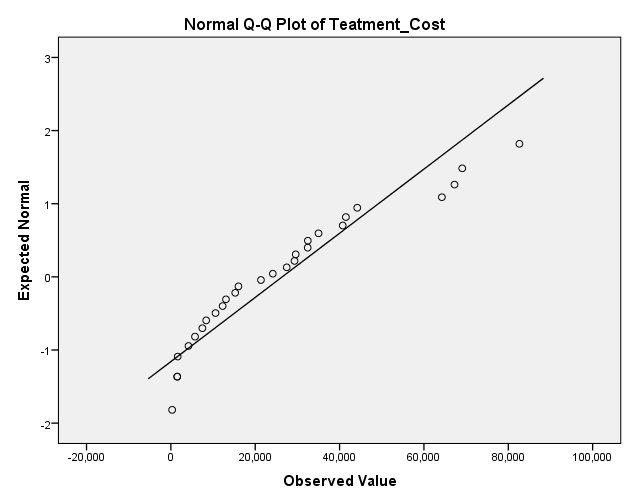 Normal Q-Q Plot of Teatment_Cost
Expected Normal
3
2
1
0
-1
-2
-20,000 0 20,000 40,000 60,000 80,000 100,000
Observed Value